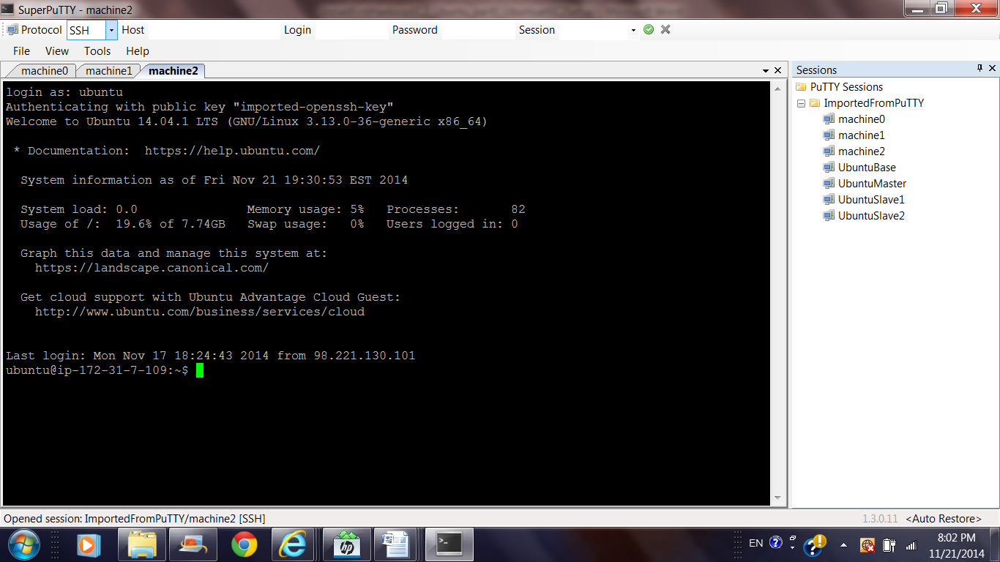 SuperPuTTY - machine2
Protocol SSH Host Login Password Session
File View Tools Help
machine0 machine1 machine2
login as: ubuntu
Authenticating with public key "imported-openssh-key"
Welcome to Ubuntu 14.04.1 LTS (GNU/Linux 3.13.0-36-generic x86_64)
* Documentation: https://help.ubuntu.com/
System information as of Fri Nov 21 19:30:53 EST 2014
System load: 0.0 Memory usage: 5% Processes: 82
Usage of /: 19.6% of 7.74GB Swap usage: 0% Users logged in: 0
Graph this data and manage this system at:
https://landscape.canonical.com/
Get cloud support with Ubuntu Advantage Cloud Guest:
http://www.ubuntu.com/business/services/cloud
Last login: Mon Nov 17 18:24:43 2014 from 98.221.130.101
ubuntu@ip-172-31-7-109:~$
Sessions
PuTTY Sessions
ImportedFromPuTTY
machine0
machine1
machine2
UbuntuBase
UbuntuMaster
UbuntuSlave1
UbuntuSlave2
Opened session: ImportedFromPuTTY/machine2 [SSH] 1.3.0.11 <Auto Restore>
hp
EN
8:02 PM
11/21/2014